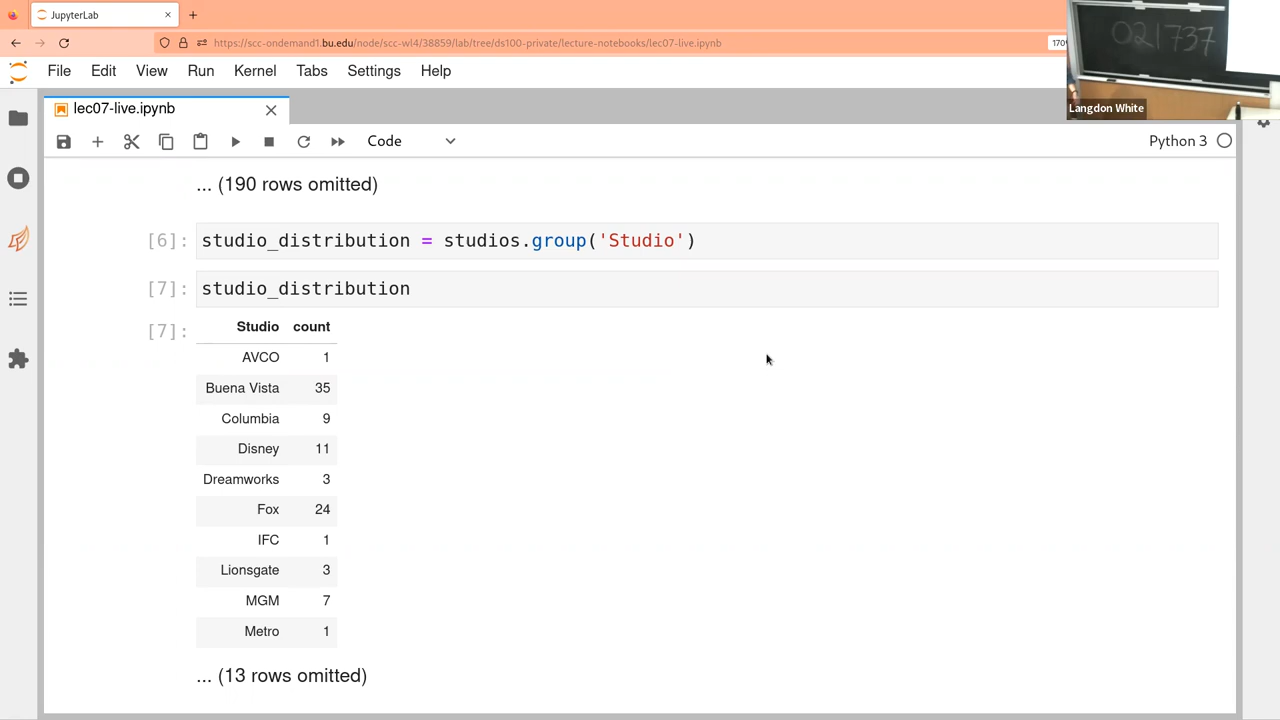 JupyterLab
https://scc-ondemand1.bu.edu/node/scc-wl4/38859/lab/tree/ds100-private/lecture-notebooks/lec07-live.ipynb
170
021737
Langdon White
File Edit View Run Kernel Tabs Settings Help
lec07-live.ipynb
Code
Python 3
... (190 rows omitted)
[6]: studio_distribution = studios.group('Studio')
[7]: studio_distribution
[7]: Studio count
AVCO 1
Buena Vista 35
Columbia 9
Disney 11
Dreamworks 3
Fox 24
IFC 1
Lionsgate 3
MGM 7
Metro 1
... (13 rows omitted)